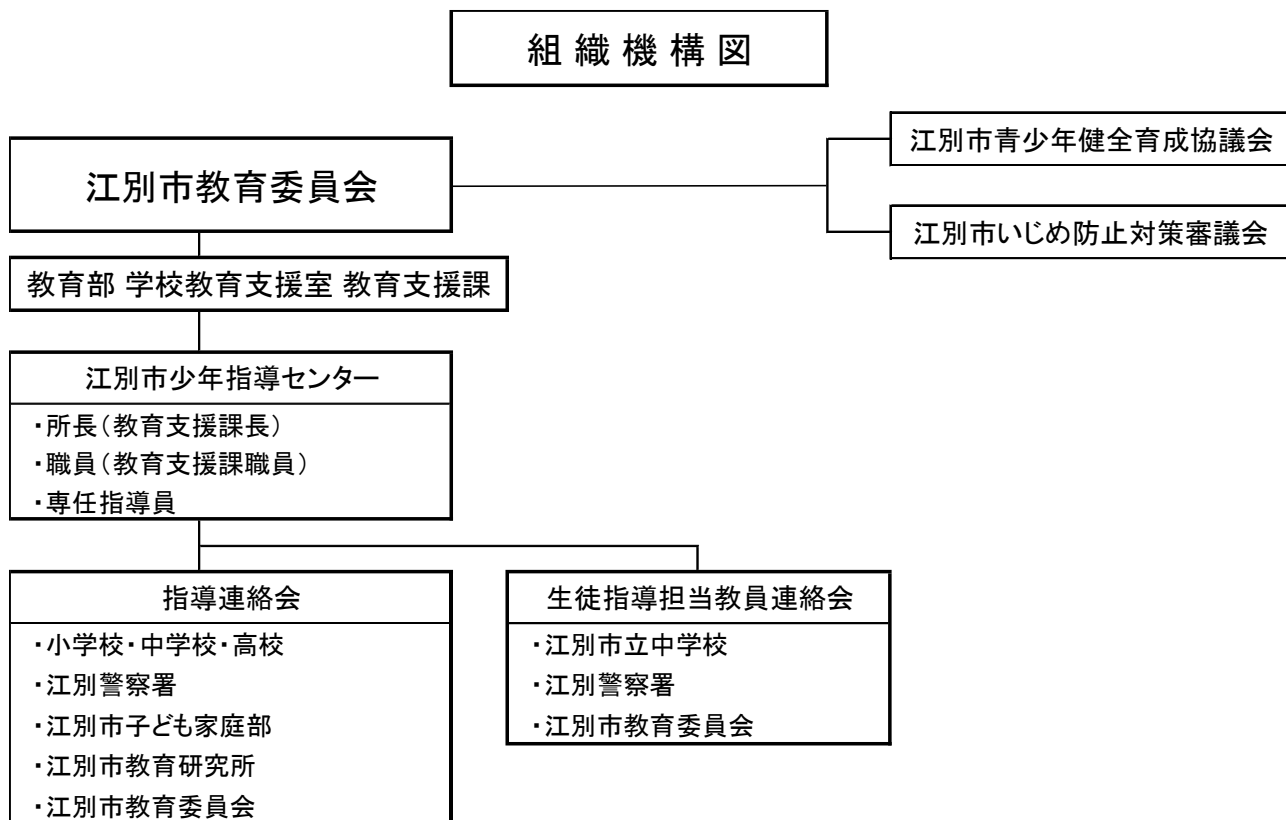 組織機構図
江別市青少年健全育成協議会
江別市教育委員会
江別市いじめ防止対策審議会
教育部 学校教育支援室 教育支援課
江別市少年指導センター
・所長(教育支援課長)
・職員(教育支援課職員)
・専任指導員
指導連絡会
・小学校・中学校・高校
・江別警察署
・江別市子ども家庭部
・江別市教育研究所
・江別市教育委員会
生徒指導担当教員連絡会
・江別市立中学校
・江別警察署
・江別市教育委員会